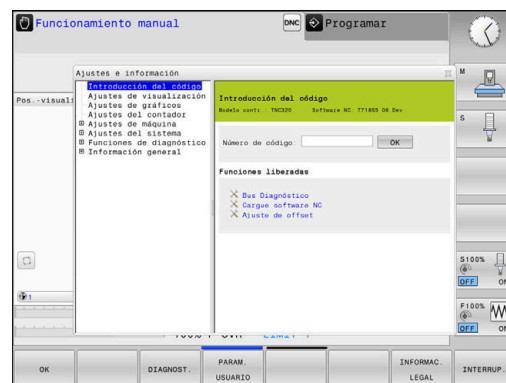 Funcionamiento manual
DNC
Programar
Ajustes e información
Introducción del código
Ajustes de visualización
Ajustes de gráficos
Ajustes del contador
Ajustes de máquina
Ajustes del sistema
Funciones de diagnóstico
Información general
Pos.-visuali
Introducción del código
Modelo contr.: TNC320 Software NC: 771855 06 Dev
Número de código
OK
Funciones liberadas
Bus Diagnóstico
Cargue software NC
Ajuste de offset
M
S
S100%
OFF
ON
F100%
OFF
ON
1
OK
DIAGNOST.
PARAM.
USUARIO
INFORMAC.
LEGAL
INTERRUP.